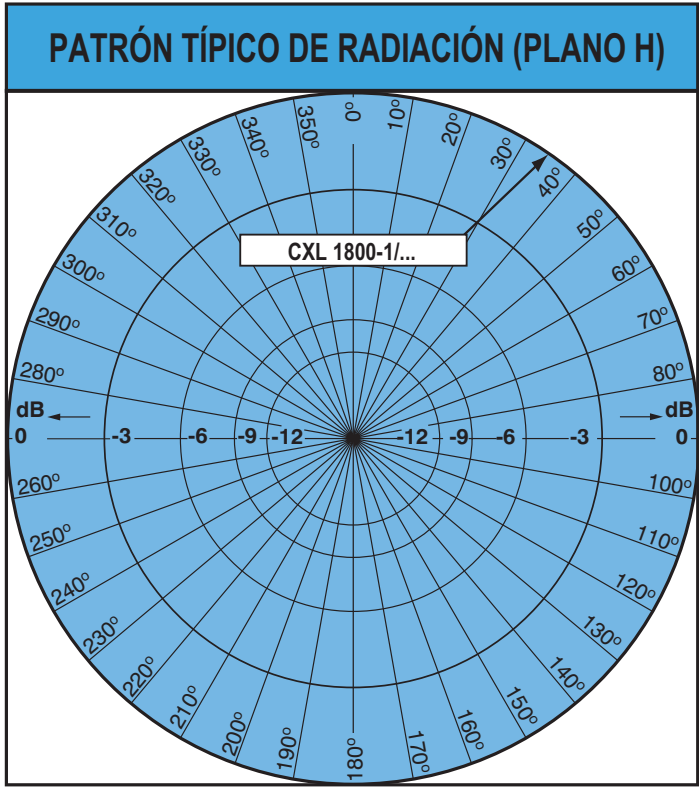 PATRÓN TÍPICO DE RADIACIÓN (PLANO H)
0º
10º
20º
30º
40º
50º
60º
70º
80º
100º
110º
120º
130º
140º
150º
160º
170º
180º
190º
200º
210º
220º
230º
240º
250º
260º
280º
290º
300º
310º
320º
330º
340º
350º
CXL 1800-1/...
dB dB
0 -3 -6 -9 -12 -12 -9 -6 -3 0